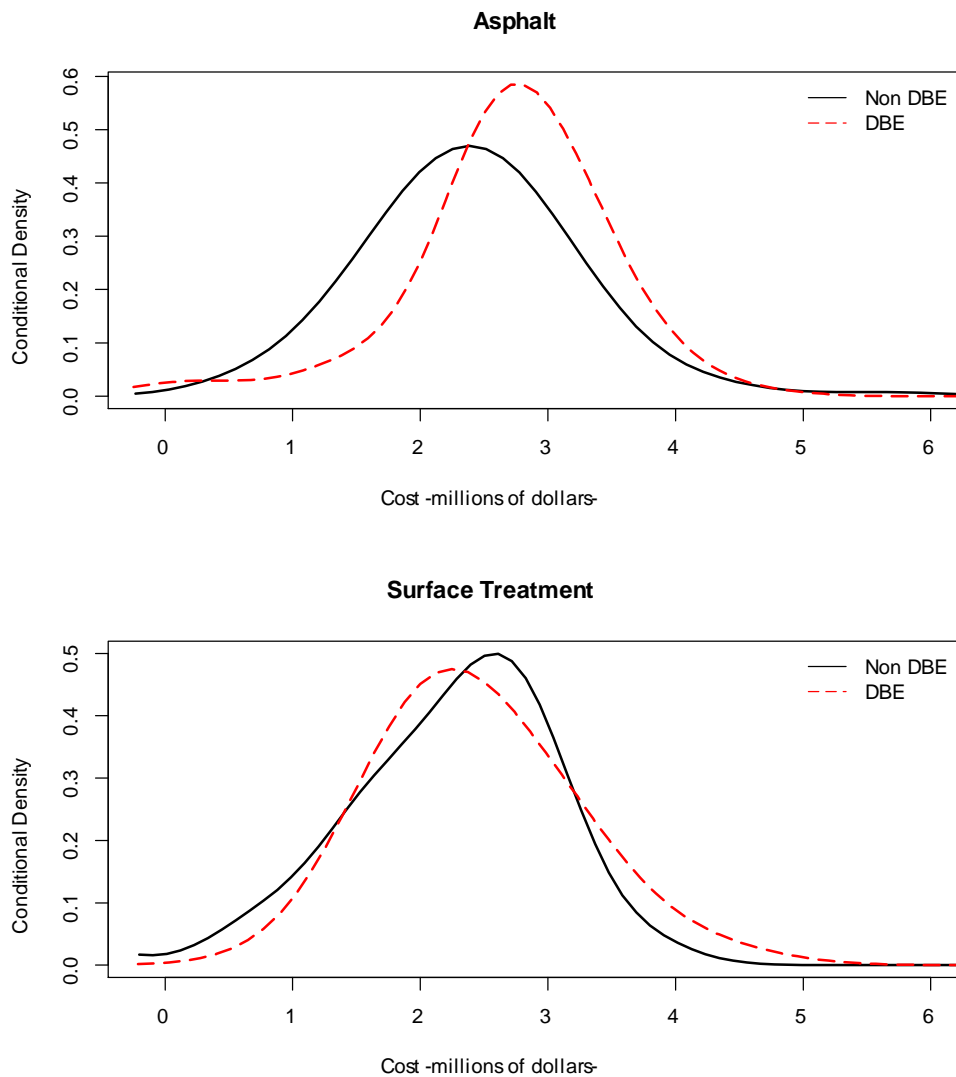 Asphalt
Non DBE
DBE
Conditional Density
0.0 0.1 0.2 0.3 0.4 0.5 0.6
0 1 2 3 4 5 6
Cost -millions of dollars-
Surface Treatment
Non DBE
DBE
Conditional Density
0.0 0.1 0.2 0.3 0.4 0.5
0 1 2 3 4 5 6
Cost -millions of dollars-